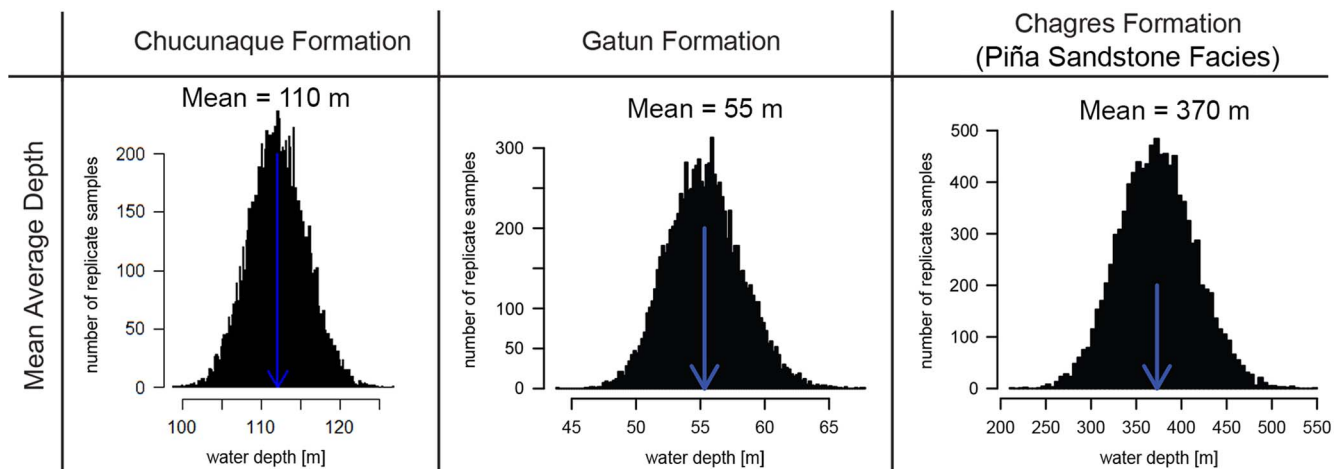 Chucunaque Formation
Gatun Formation
Chagres Formation
(Piña Sandstone Facies)
Mean Average Depth
Mean = 110 m
number of replicate samples
200
150
100
50
0
100
110
120
water depth [m]
Mean = 55 m
number of replicate samples
300
200
100
50
0
45
50
55
60
65
water depth [m]
Mean = 370 m
number of replicate samples
500
400
300
200
100
0
200
250
300
350
400
450
500
550
water depth [m]